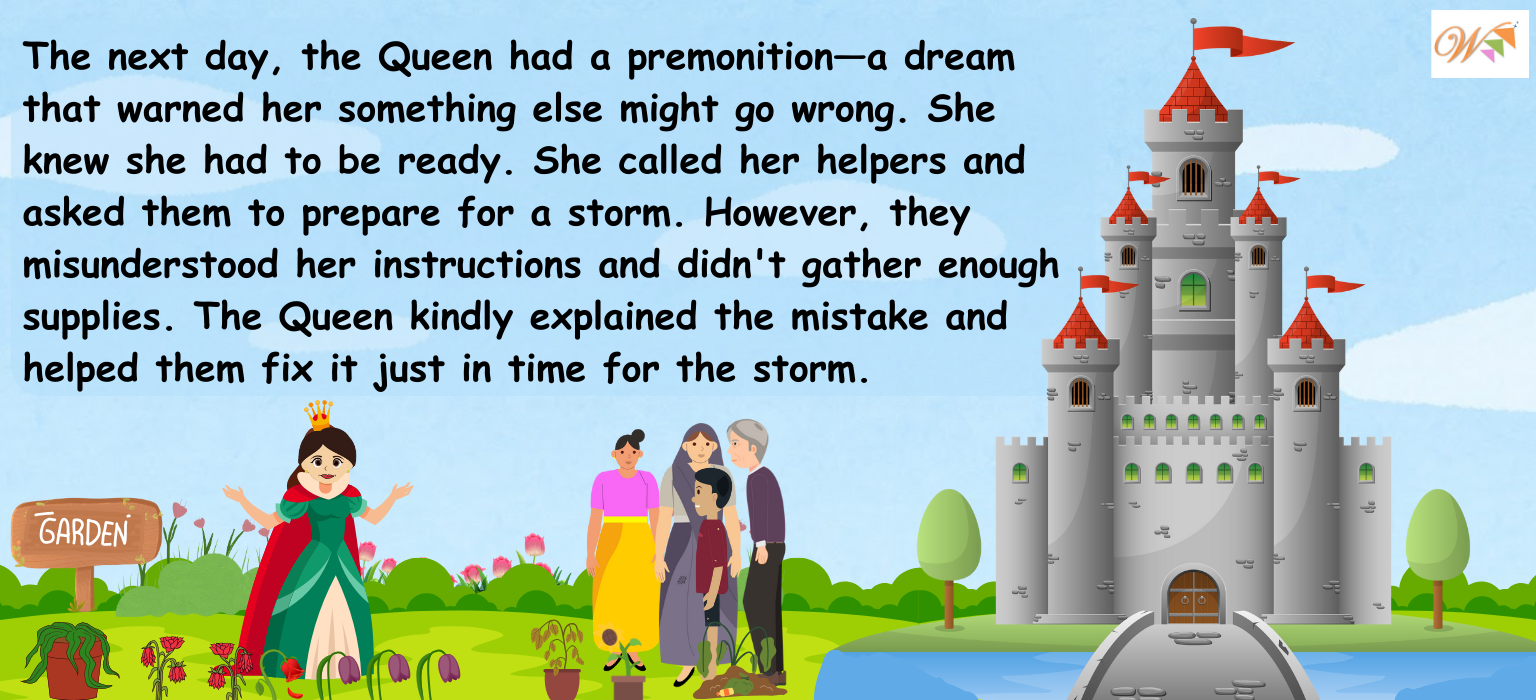 The next day, the Queen had a premonition—a dream
that warned her something else might go wrong. She
knew she had to be ready. She called her helpers and
asked them to prepare for a storm. However, they
misunderstood her instructions and didn't gather enough
supplies. The Queen kindly explained the mistake and
helped them fix it just in time for the storm.
GARDEN
W